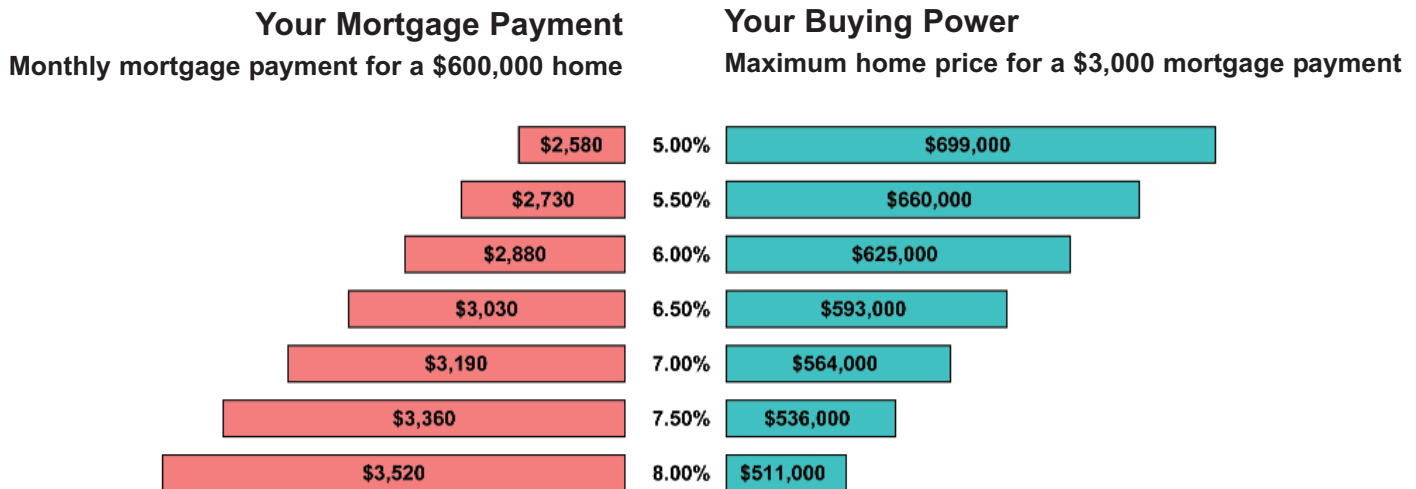 Your Mortgage Payment
Monthly mortgage payment for a $600,000 home
Your Buying Power
Maximum home price for a $3,000 mortgage payment
$2,580 5.00% $699,000
$2,730 5.50% $660,000
$2,880 6.00% $625,000
$3,030 6.50% $593,000
$3,190 7.00% $564,000
$3,360 7.50% $536,000
$3,520 8.00% $511,000